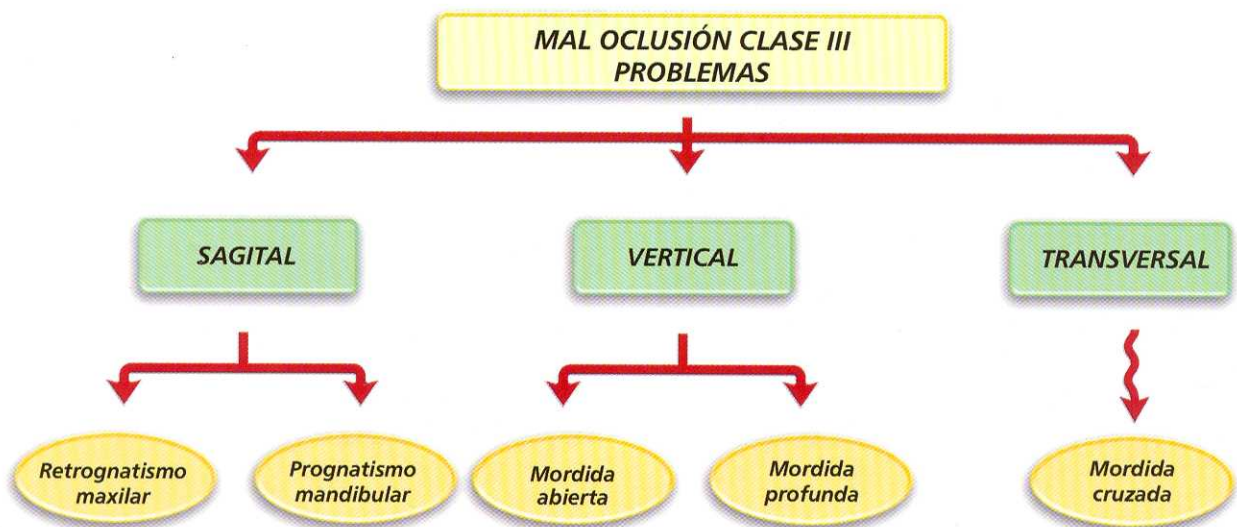 MAL OCLUSIÓN CLASE III
PROBLEMAS
SAGITAL
VERTICAL
TRANSVERSAL
Retrognatismo
maxilar
Prognatismo
mandibular
Mordida
abierta
Mordida
profunda
Mordida
cruzada